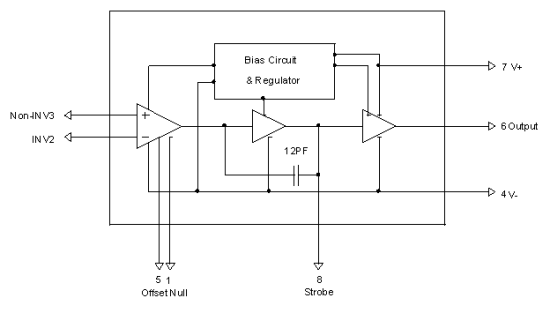 Bias Circuit
& Regulator
7 V+
Non-INV3
+
INV2
−
6 Output
12PF
4 V-
5 1
Offset Null
8
Strobe